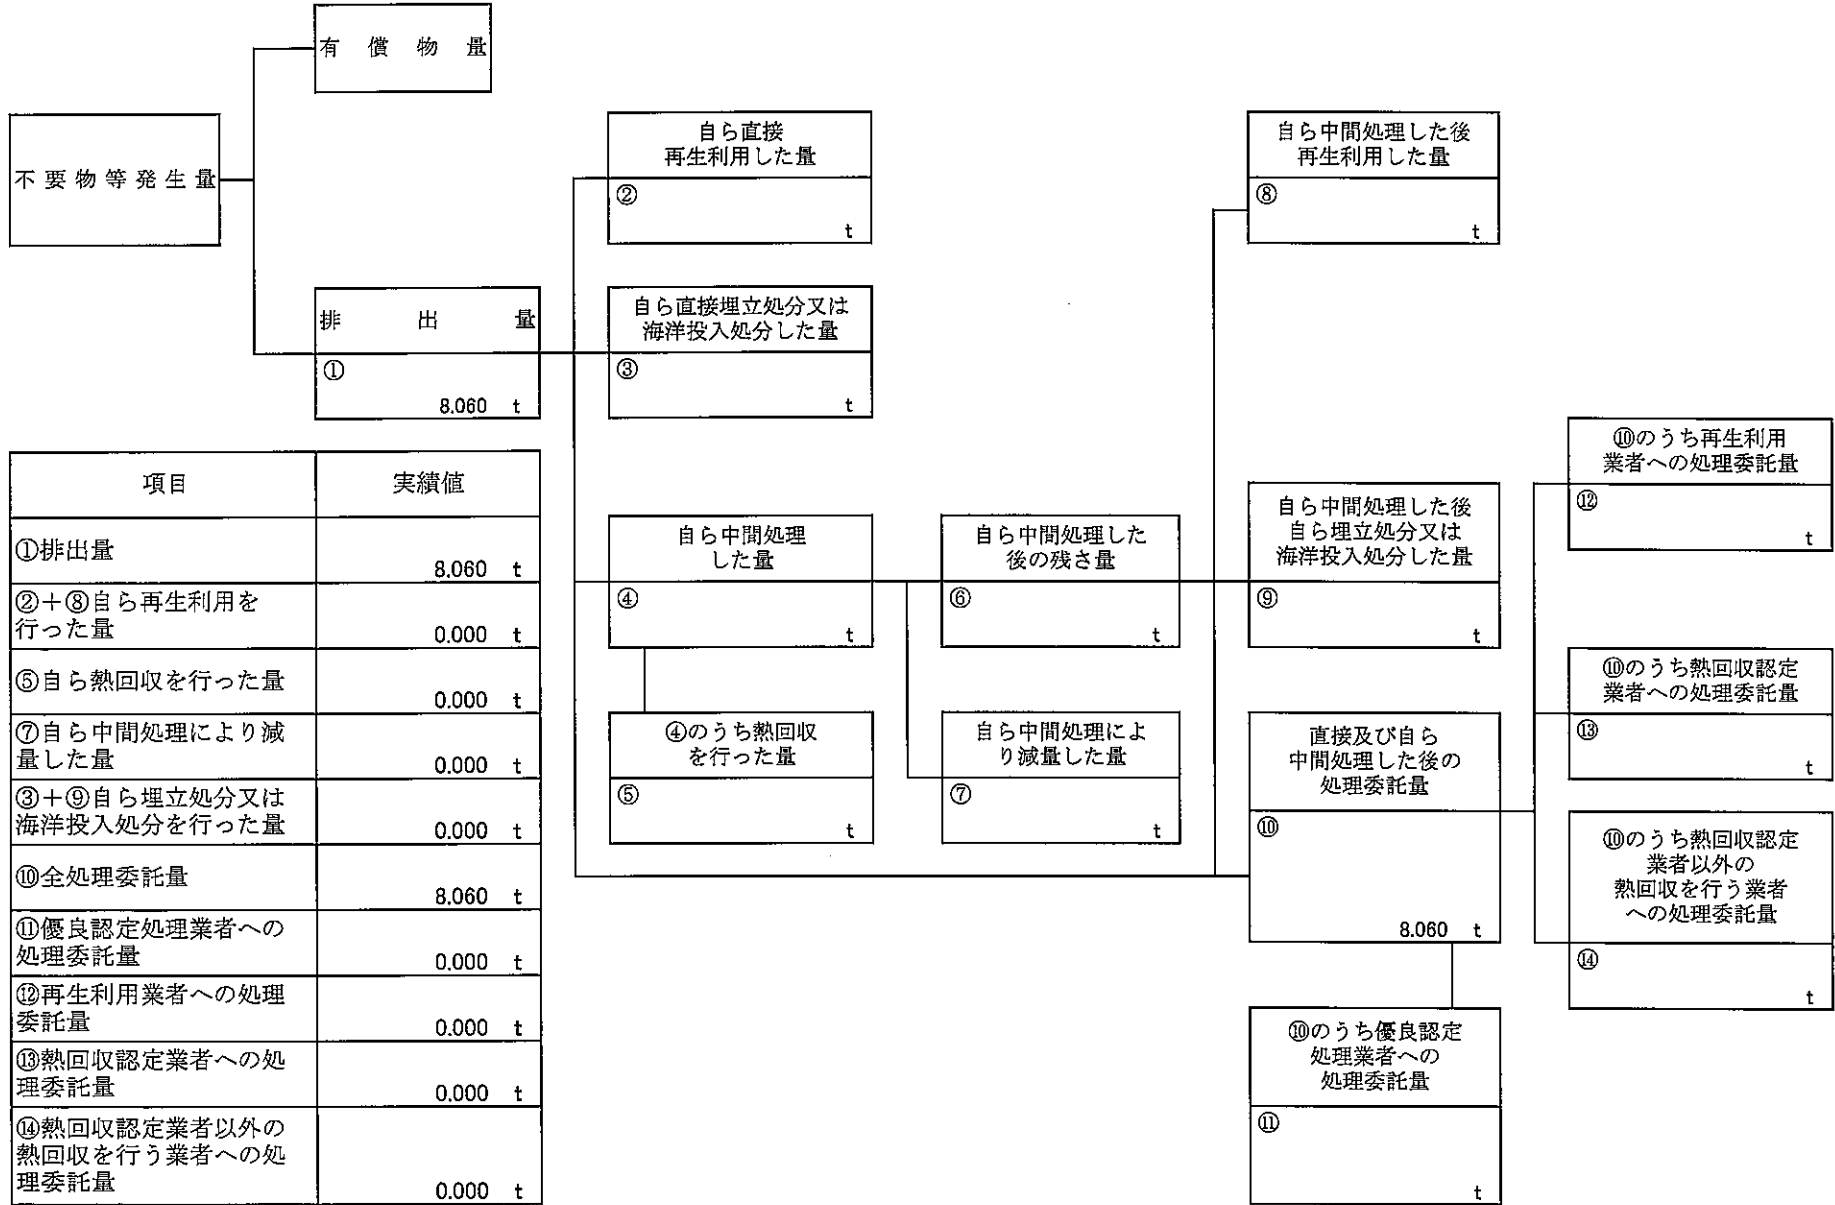 有償物量
不要物等発生量
排出量
①
8.060 t
自ら直接
再生利用した量
②
t
自ら直接埋立処分又は
海洋投入処分した量
③
t
自ら中間処理
した量
④
t
④のうち熱回収
を行った量
⑤
t
自ら中間処理した
後の残さ量
⑥
t
自ら中間処理によ
り減量した量
⑦
t
自ら中間処理した後
再生利用した量
⑧
t
自ら中間処理した後
自ら埋立処分又は
海洋投入処分した量
⑨
t
直接及び自ら
中間処理した後の
処理委託量
⑩
8.060 t
⑩のうち優良認定
処理業者への
処理委託量
⑪
t
⑩のうち再生利用
業者への処理委託量
⑫
t
⑩のうち熱回収認定
業者への処理委託量
⑬
t
⑩のうち熱回収認定
業者以外の
熱回収を行う業者
への処理委託量
⑭
t
項目 実績値
①排出量
8.060 t
②+⑧自ら再生利用を
行った量
0.000 t
⑤自ら熱回収を行った量
0.000 t
⑦自ら中間処理により減
量した量
0.000 t
③+⑨自ら埋立処分又は
海洋投入処分を行った量
0.000 t
⑩全処理委託量
8.060 t
⑪優良認定処理業者への
処理委託量
0.000 t
⑫再生利用業者への処理
委託量
0.000 t
⑬熱回収認定業者への処
理委託量
0.000 t
⑭熱回収認定業者以外の
熱回収を行う業者への処
理委託量
0.000 t